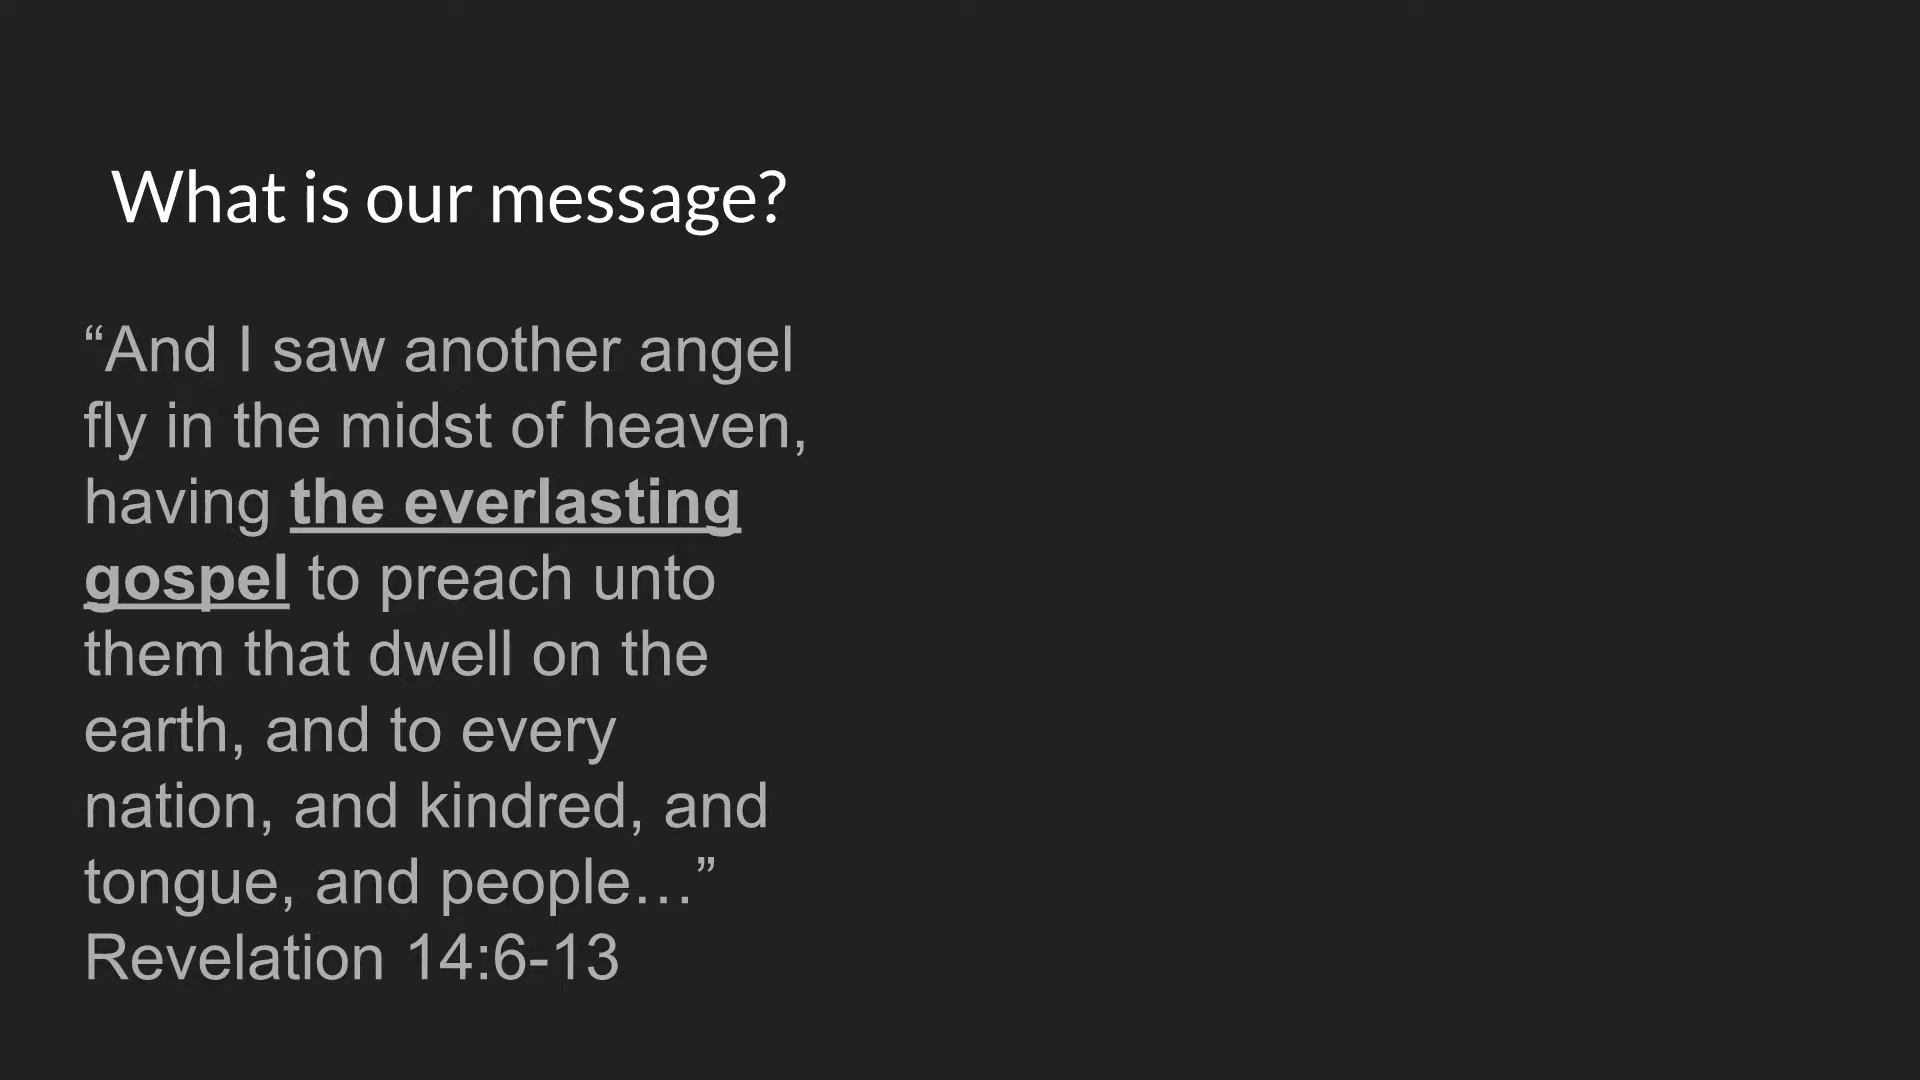 What is our message?
“And I saw another angel
fly in the midst of heaven,
having the everlasting
gospel to preach unto
them that dwell on the
earth, and to every
nation, and kindred, and
tongue, and people…”
Revelation 14:6-13